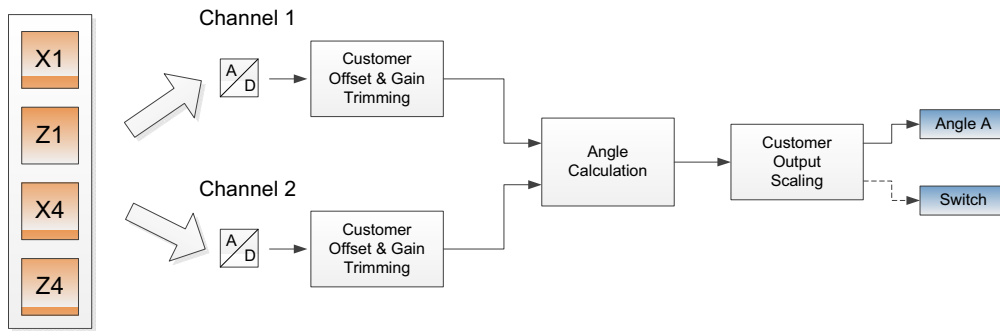 X1
Z1
X4
Z4
Channel 1
A
D
Customer
Offset & Gain
Trimming
Channel 2
A
D
Customer
Offset & Gain
Trimming
Angle
Calculation
Customer
Output
Scaling
Angle A
Switch